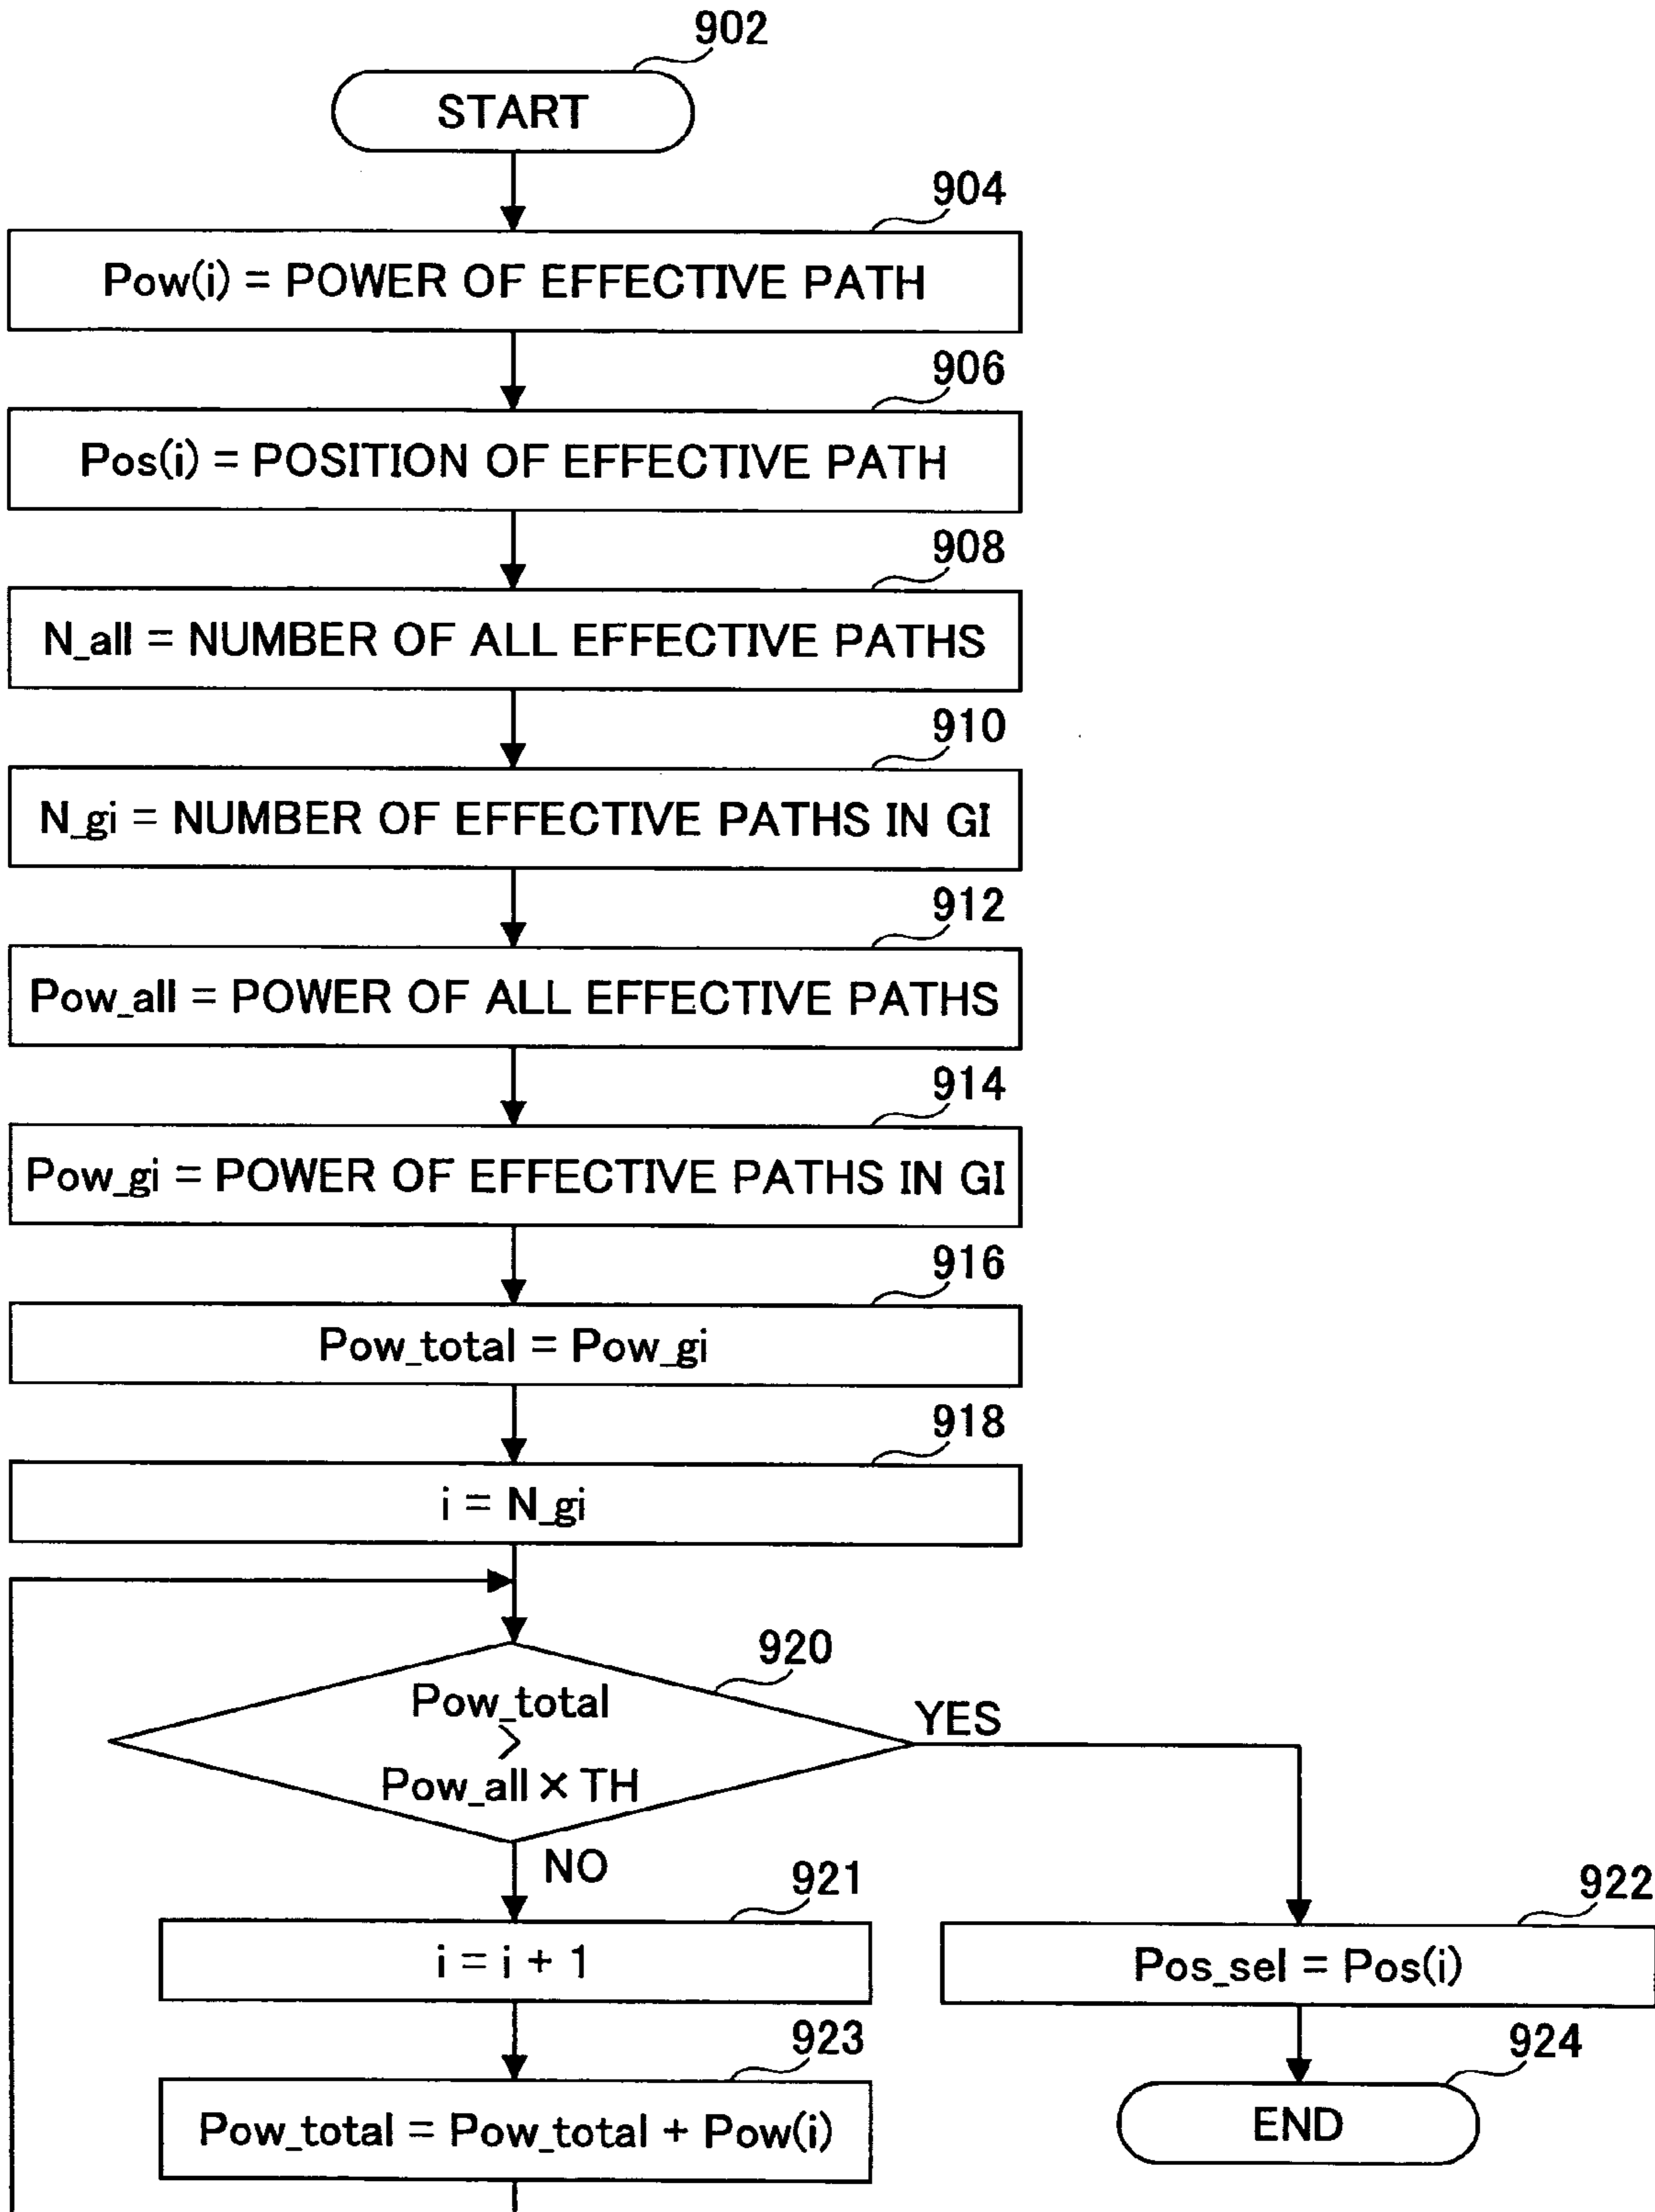 902
START
904
Pow(i) = POWER OF EFFECTIVE PATH
906
Pos(i) = POSITION OF EFFECTIVE PATH
908
N_all = NUMBER OF ALL EFFECTIVE PATHS
910
N_gi = NUMBER OF EFFECTIVE PATHS IN GI
912
Pow_all = POWER OF ALL EFFECTIVE PATHS
914
Pow_gi = POWER OF EFFECTIVE PATHS IN GI
916
Pow_total = Pow_gi
918
i = N_gi
920
Pow_total
>
Pow_all × TH
YES
NO
921
i = i + 1
922
Pos_sel = Pos(i)
923
Pow_total = Pow_total + Pow(i)
924
END